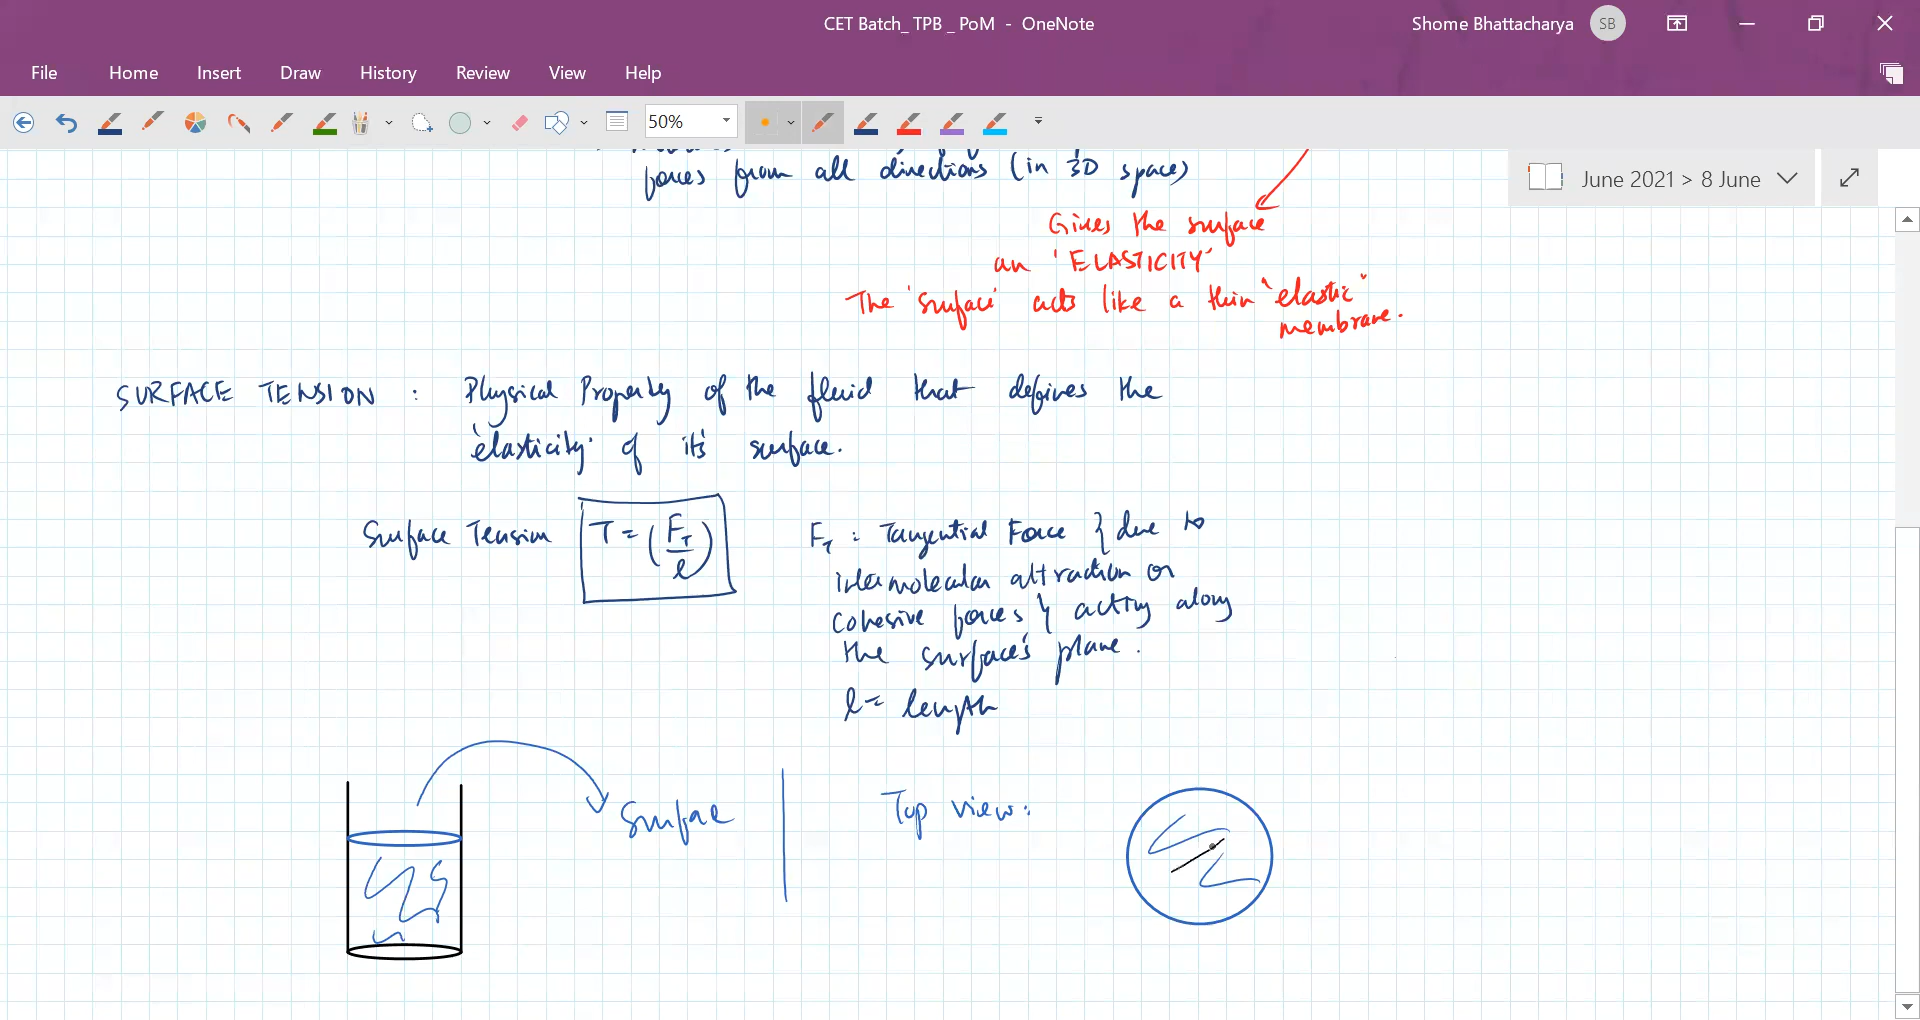 CET Batch_ TPB _ PoM - OneNote
Shome Bhattacharya
SB
File Home Insert Draw History Review View Help
50%
June 2021 > 8 June
forces from all directions (in 3D space)
Gives the surface
an 'ELASTICITY'
The 'surface' acts like a thin "elastic"
membrane.
SURFACE TENSION : Physical Property of the fluid that defines the
'elasticity' of it's surface.
Surface Tension T = (F_T / l)
F_T : Tangential Force } due to
intermolecular attraction or
cohesive forces } acting along
the surface's plane.
l = length
Surface
Top view: